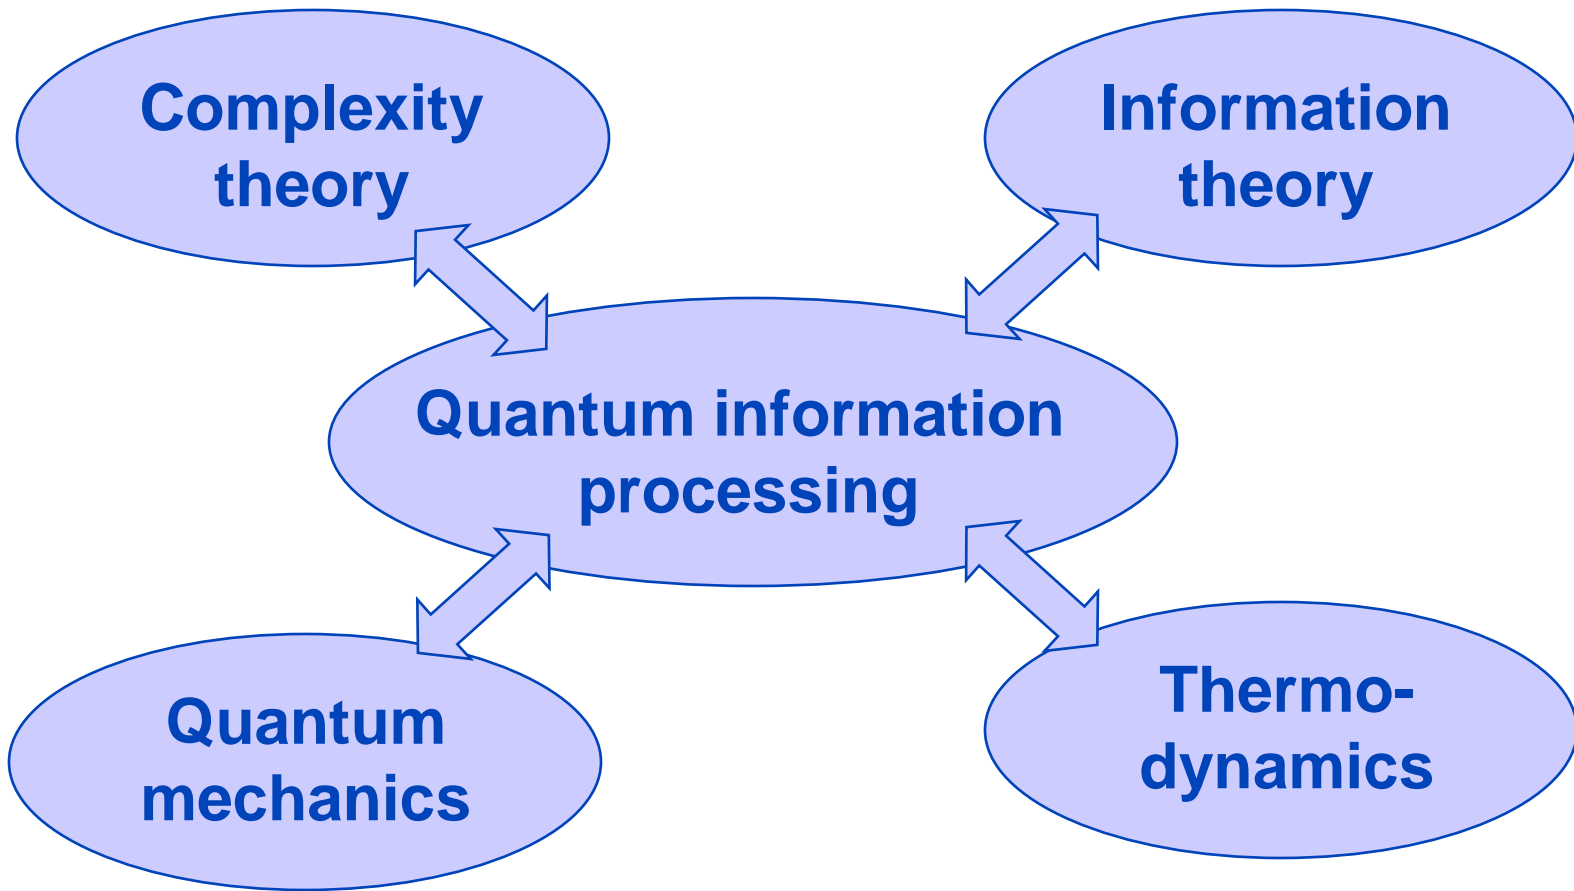 Complexity
theory
Information
theory
Quantum information
processing
Quantum
mechanics
Thermo-
dynamics